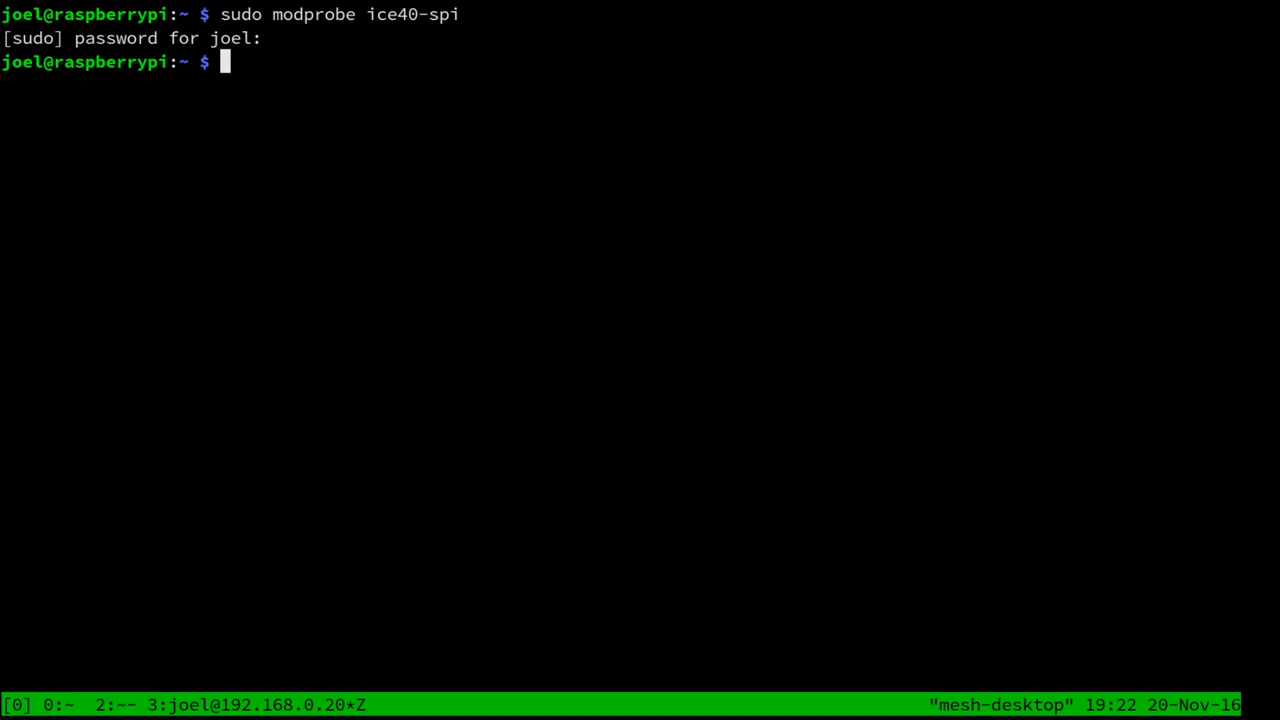 joel@raspberrypi:~ $ sudo modprobe ice40-spi
[sudo] password for joel:
joel@raspberrypi:~ $
[0] 0:~  2:~- 3:joel@192.168.0.20*Z "mesh-desktop" 19:22 20-Nov-16